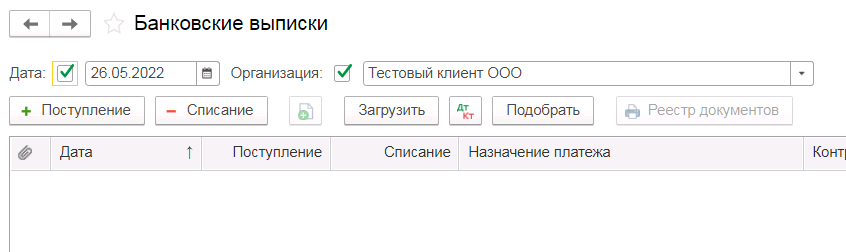 Банковские выписки
Дата: 26.05.2022 Организация: Тестовый клиент ООО
+ Поступление – Списание Загрузить Дт Кт Подобрать Реестр документов
Дата ↑ Поступление Списание Назначение платежа Контр